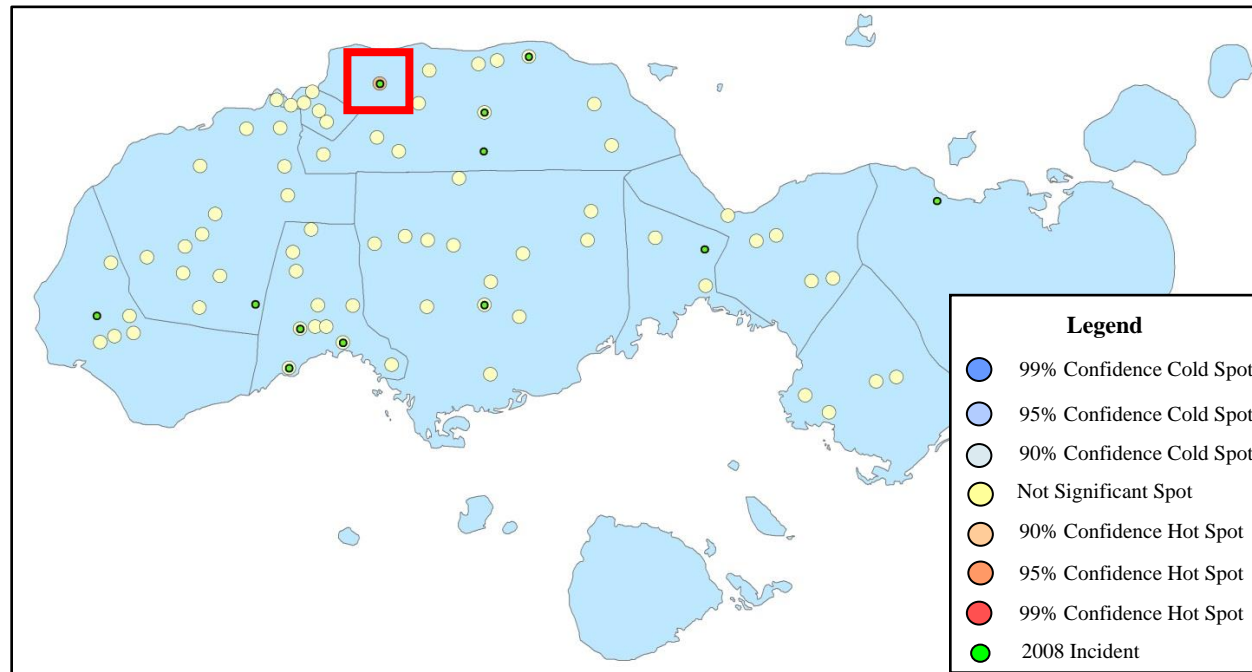 Legend
99% Confidence Cold Spot
95% Confidence Cold Spot
90% Confidence Cold Spot
Not Significant Spot
90% Confidence Hot Spot
95% Confidence Hot Spot
99% Confidence Hot Spot
2008 Incident